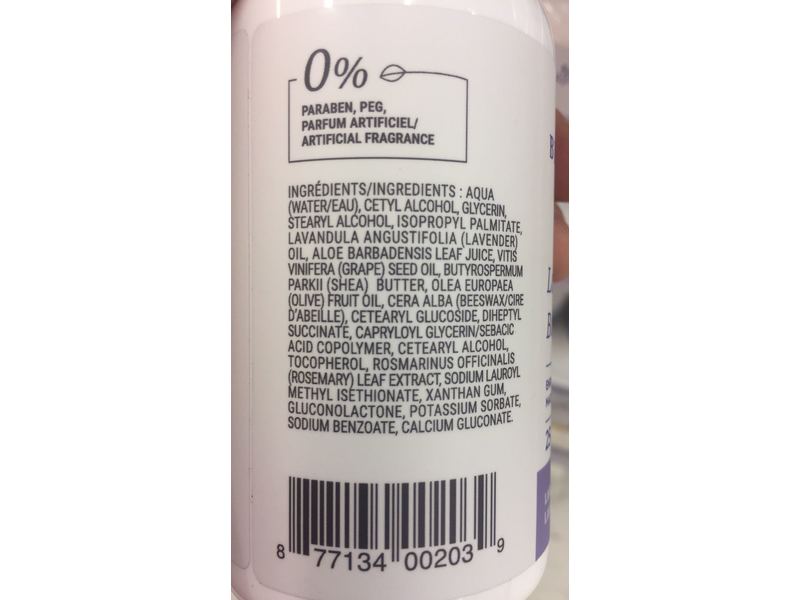 0%
PARABEN, PEG,
PARFUM ARTIFICIEL/
ARTIFICIAL FRAGRANCE
INGRÉDIENTS/INGREDIENTS : AQUA
(WATER/EAU), CETYL ALCOHOL, GLYCERIN,
STEARYL ALCOHOL, ISOPROPYL PALMITATE,
LAVANDULA ANGUSTIFOLIA (LAVENDER)
OIL, ALOE BARBADENSIS LEAF JUICE, VITIS
VINIFERA (GRAPE) SEED OIL, BUTYROSPERMUM
PARKII (SHEA) BUTTER, OLEA EUROPAEA
(OLIVE) FRUIT OIL, CERA ALBA (BEESWAX/CIRE
D'ABEILLE), CETEARYL GLUCOSIDE, DIHEPTYL
SUCCINATE, CAPRYLOYL GLYCERIN/SEBACIC
ACID COPOLYMER, CETEARYL ALCOHOL,
TOCOPHEROL, ROSMARINUS OFFICINALIS
(ROSEMARY) LEAF EXTRACT, SODIUM LAUROYL
METHYL ISETHIONATE, XANTHAN GUM,
GLUCONOLACTONE, POTASSIUM SORBATE,
SODIUM BENZOATE, CALCIUM GLUCONATE.
8 77134 00203 9